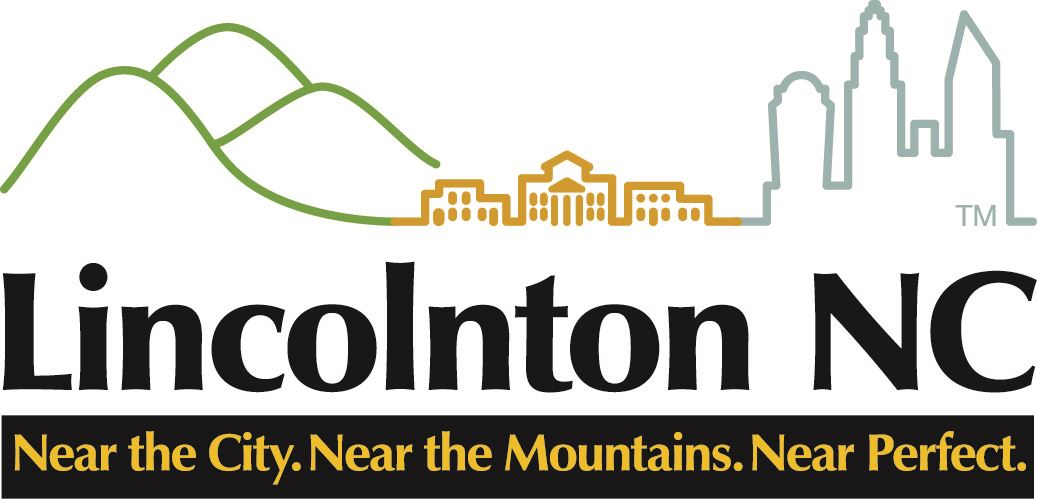 TM
Lincolnton NC
Near the City. Near the Mountains. Near Perfect.